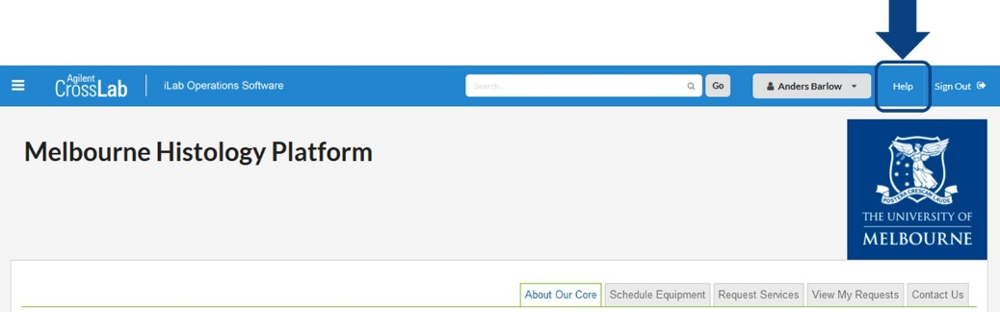 Agilent
CrossLab
iLab Operations Software
Search...
Go
Anders Barlow
Help
Sign Out
Melbourne Histology Platform
POSTERA CRESCAM LAUDE
THE UNIVERSITY OF
MELBOURNE
About Our Core
Schedule Equipment
Request Services
View My Requests
Contact Us